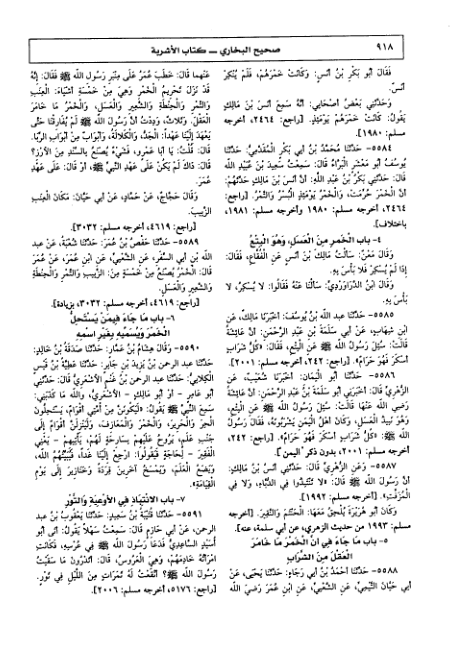 ٩١٨
صحيح البخاري ــ كتاب الأشربة
فَقَالَ أَبُو بَكْرِ بْنُ أَنَسٍ: وَكَانَتْ خَمْرَهُمْ، فَلَمْ يُنْكِرْ
أَنَسٌ.
وَحَدَّثَنِي بَعْضُ أَصْحَابِي: أَنَّهُ سَمِعَ أَنَسَ بْنَ مَالِكٍ
يَقُولُ: كَانَتْ خَمْرَهُمْ يَوْمَئِذٍ. [راجع: ٢٤٦٤، أخرجه
مسلم: ١٩٨٠].
٥٥٨٤- حَدَّثَنَا مُحَمَّدُ بْنُ أَبِي بَكْرٍ الْمُقَدَّمِيُّ: حَدَّثَنَا
يُوسُفُ أَبُو مَعْشَرٍ الْبَرَّاءُ قَالَ: سَمِعْتُ سَعِيدَ بْنَ عُبَيْدِ اللهِ
قَالَ: حَدَّثَنِي بَكْرُ بْنُ عَبْدِ اللهِ: أَنَّ أَنَسَ بْنَ مَالِكٍ حَدَّثَهُمْ:
أَنَّ الْخَمْرَ حُرِّمَتْ، وَالْخَمْرُ يَوْمَئِذٍ الْبُسْرُ وَالتَّمْرُ. [راجع:
٢٤٦٤، أخرجه مسلم: ١٩٨٠ وأخرجه مسلم: ١٩٨١،
باختلاف].
٤- باب الْخَمْرِ مِنَ الْعَسَلِ، وَهُوَ الْبِتْعُ
وَقَالَ مَعْنٌ: سَأَلْتُ مَالِكَ بْنَ أَنَسٍ عَنِ الْفُقَّاعِ، فَقَالَ:
إِذَا لَمْ يُسْكِرْ فَلَا بَأْسَ بِهِ.
وَقَالَ ابْنُ الدَّرَاوَرْدِيِّ: سَأَلْنَا عَنْهُ فَقَالُوا: لَا يُسْكِرُ، لَا
بَأْسَ بِهِ.
٥٥٨٥- حَدَّثَنَا عَبْدُ اللهِ بْنُ يُوسُفَ: أَخْبَرَنَا مَالِكٌ، عَنِ
ابْنِ شِهَابٍ، عَنْ أَبِي سَلَمَةَ بْنِ عَبْدِ الرَّحْمَنِ: أَنَّ عَائِشَةَ
قَالَتْ: سُئِلَ رَسُولُ اللهِ ﷺ عَنِ الْبِتْعِ، فَقَالَ: «كُلُّ شَرَابٍ
أَسْكَرَ فَهُوَ حَرَامٌ». [راجع: ٢٤٢، أخرجه مسلم: ٢٠٠١].
٥٥٨٦- حَدَّثَنَا أَبُو الْيَمَانِ: أَخْبَرَنَا شُعَيْبٌ، عَنِ
الزُّهْرِيِّ قَالَ: أَخْبَرَنِي أَبُو سَلَمَةَ بْنُ عَبْدِ الرَّحْمَنِ: أَنَّ عَائِشَةَ
رَضِيَ اللهُ عَنْهَا قَالَتْ: سُئِلَ رَسُولُ اللهِ ﷺ عَنِ الْبِتْعِ،
وَهُوَ نَبِيذُ الْعَسَلِ، وَكَانَ أَهْلُ الْيَمَنِ يَشْرَبُونَهُ، فَقَالَ رَسُولُ
اللهِ ﷺ: «كُلُّ شَرَابٍ أَسْكَرَ فَهُوَ حَرَامٌ». [راجع: ٢٤٢،
أخرجه مسلم: ٢٠٠١، بدون ذكر "اليمن"].
٥٥٨٧- وَعَنِ الزُّهْرِيِّ قَالَ: حَدَّثَنِي أَنَسُ بْنُ مَالِكٍ:
أَنَّ رَسُولَ اللهِ ﷺ قَالَ: «لَا تَنْتَبِذُوا فِي الدُّبَّاءِ، وَلَا فِي
الْمُزَفَّتِ». [أخرجه مسلم: ١٩٩٢].
وَكَانَ أَبُو هُرَيْرَةَ يُلْحِقُ مَعَهَا: الْحَنْتَمَ وَالنَّقِيرَ. [أخرجه
مسلم: ١٩٩٣ من حديث الزهري، عن أبي سلمة، عنه].
٥- باب مَا جَاءَ فِي أَنَّ الْخَمْرَ مَا خَامَرَ
الْعَقْلَ مِنَ الشَّرَابِ
٥٥٨٨- حَدَّثَنَا أَحْمَدُ بْنُ أَبِي رَجَاءٍ: حَدَّثَنَا يَحْيَى، عَنْ
أَبِي حَيَّانَ التَّيْمِيِّ، عَنِ الشَّعْبِيِّ، عَنِ ابْنِ عُمَرَ رَضِيَ اللهُ
عَنْهُمَا قَالَ: خَطَبَ عُمَرُ عَلَى مِنْبَرِ رَسُولِ اللهِ ﷺ فَقَالَ: إِنَّهُ
قَدْ نَزَلَ تَحْرِيمُ الْخَمْرِ وَهِيَ مِنْ خَمْسَةِ أَشْيَاءَ: الْعِنَبِ
وَالتَّمْرِ وَالْحِنْطَةِ وَالشَّعِيرِ وَالْعَسَلِ، وَالْخَمْرُ مَا خَامَرَ
الْعَقْلَ. وَثَلَاثٌ، وَدِدْتُ أَنَّ رَسُولَ اللهِ ﷺ لَمْ يُفَارِقْنَا حَتَّى
يَعْهَدَ إِلَيْنَا عَهْدًا: الْجَدُّ، وَالْكَلَالَةُ، وَأَبْوَابٌ مِنْ أَبْوَابِ الرِّبَا.
قَالَ: قُلْتُ: يَا أَبَا عَمْرٍو، فَشَيْءٌ يُصْنَعُ بِالسِّنْدِ مِنَ الْأَرُزِّ؟
قَالَ: ذَاكَ لَمْ يَكُنْ عَلَى عَهْدِ النَّبِيِّ ﷺ، أَوْ قَالَ: عَلَى عَهْدِ
عُمَرَ.
وَقَالَ حَجَّاجٌ، عَنْ حَمَّادٍ، عَنْ أَبِي حَيَّانَ: مَكَانَ الْعِنَبِ
الزَّبِيبَ.
[راجع: ٤٦١٩، أخرجه مسلم: ٣٠٣٢].
٥٥٨٩- حَدَّثَنَا حَفْصُ بْنُ عُمَرَ: حَدَّثَنَا شُعْبَةُ، عَنْ عَبْدِ
اللهِ بْنِ أَبِي السَّفَرِ، عَنِ الشَّعْبِيِّ، عَنِ ابْنِ عُمَرَ، عَنْ عُمَرَ
قَالَ: الْخَمْرُ يُصْنَعُ مِنْ خَمْسَةٍ: مِنَ الزَّبِيبِ وَالتَّمْرِ وَالْحِنْطَةِ
وَالشَّعِيرِ وَالْعَسَلِ.
[راجع: ٤٦١٩، أخرجه مسلم: ٣٠٣٢، بزيادة].
٦- باب مَا جَاءَ فِيمَنْ يَسْتَحِلُّ
الْخَمْرَ وَيُسَمِّيهِ بِغَيْرِ اسْمِهِ
٥٥٩٠- وَقَالَ هِشَامُ بْنُ عَمَّارٍ: حَدَّثَنَا صَدَقَةُ بْنُ خَالِدٍ:
حَدَّثَنَا عَبْدُ الرَّحْمَنِ بْنُ يَزِيدَ بْنِ جَابِرٍ: حَدَّثَنَا عَطِيَّةُ بْنُ قَيْسٍ
الْكِلَابِيُّ: حَدَّثَنَا عَبْدُ الرَّحْمَنِ بْنُ غَنْمٍ الْأَشْعَرِيُّ قَالَ: حَدَّثَنِي
أَبُو عَامِرٍ - أَوْ أَبُو مَالِكٍ - الْأَشْعَرِيُّ، وَاللهِ مَا كَذَبَنِي:
سَمِعَ النَّبِيَّ ﷺ يَقُولُ: «لَيَكُونَنَّ مِنْ أُمَّتِي أَقْوَامٌ، يَسْتَحِلُّونَ
الْحِرَ وَالْحَرِيرَ، وَالْخَمْرَ وَالْمَعَازِفَ، وَلَيَنْزِلَنَّ أَقْوَامٌ إِلَى
جَنْبِ عَلَمٍ، يَرُوحُ عَلَيْهِمْ بِسَارِحَةٍ لَهُمْ، يَأْتِيهِمْ - يَعْنِي
الْفَقِيرَ - لِحَاجَةٍ فَيَقُولُوا: ارْجِعْ إِلَيْنَا غَدًا، فَيُبَيِّتُهُمُ اللهُ،
وَيَضَعُ الْعَلَمَ، وَيَمْسَخُ آخَرِينَ قِرَدَةً وَخَنَازِيرَ إِلَى يَوْمِ
الْقِيَامَةِ».
٧- باب الِانْتِبَاذِ فِي الْأَوْعِيَةِ وَالتَّوْرِ
٥٥٩١- حَدَّثَنَا قُتَيْبَةُ بْنُ سَعِيدٍ: حَدَّثَنَا يَعْقُوبُ بْنُ عَبْدِ
الرَّحْمَنِ، عَنْ أَبِي حَازِمٍ قَالَ: سَمِعْتُ سَهْلًا يَقُولُ: أَتَى أَبُو
أُسَيْدٍ السَّاعِدِيُّ فَدَعَا رَسُولَ اللهِ ﷺ فِي عُرْسِهِ، فَكَانَتِ
امْرَأَتُهُ خَادِمَهُمْ، وَهِيَ الْعَرُوسُ، قَالَ: أَتَدْرُونَ مَا سَقَيْتُ
رَسُولَ اللهِ ﷺ؟ أَنْقَعْتُ لَهُ تَمَرَاتٍ مِنَ اللَّيْلِ فِي تَوْرٍ.
[راجع: ٥١٧٦، أخرجه مسلم: ٢٠٠٦].